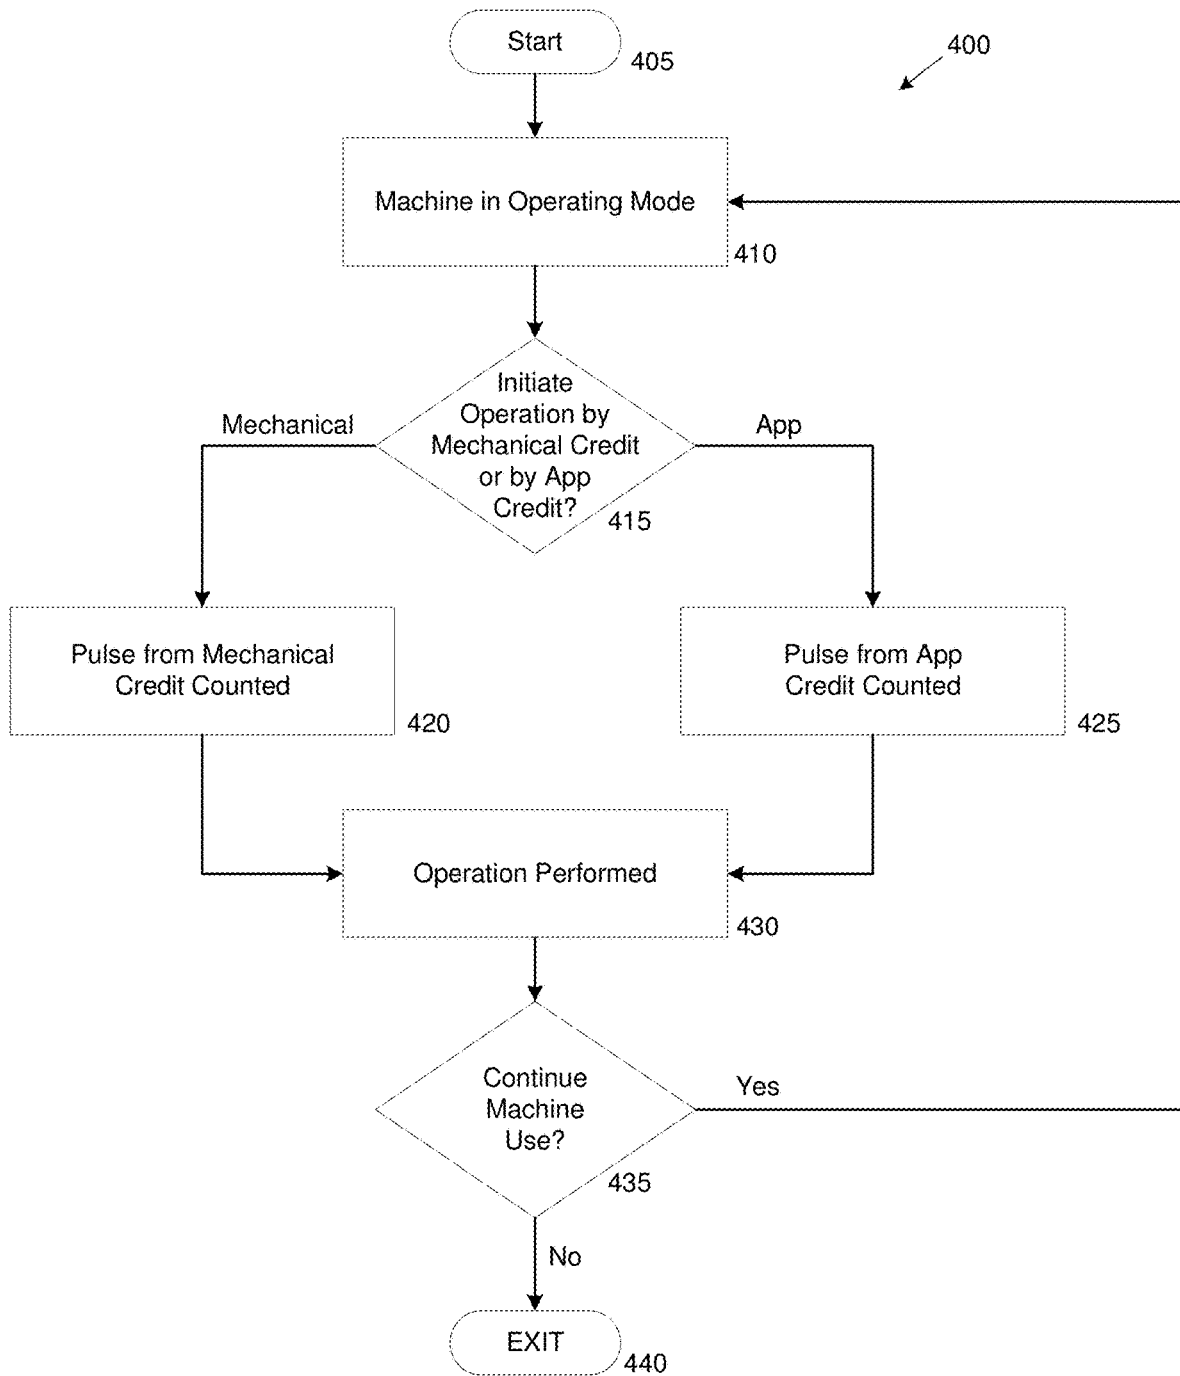 Start
405
400
Machine in Operating Mode
410
Initiate
Operation by
Mechanical Credit
or by App
Credit?
415
Mechanical
App
Pulse from Mechanical
Credit Counted
420
Pulse from App
Credit Counted
425
Operation Performed
430
Continue
Machine
Use?
435
Yes
No
EXIT
440